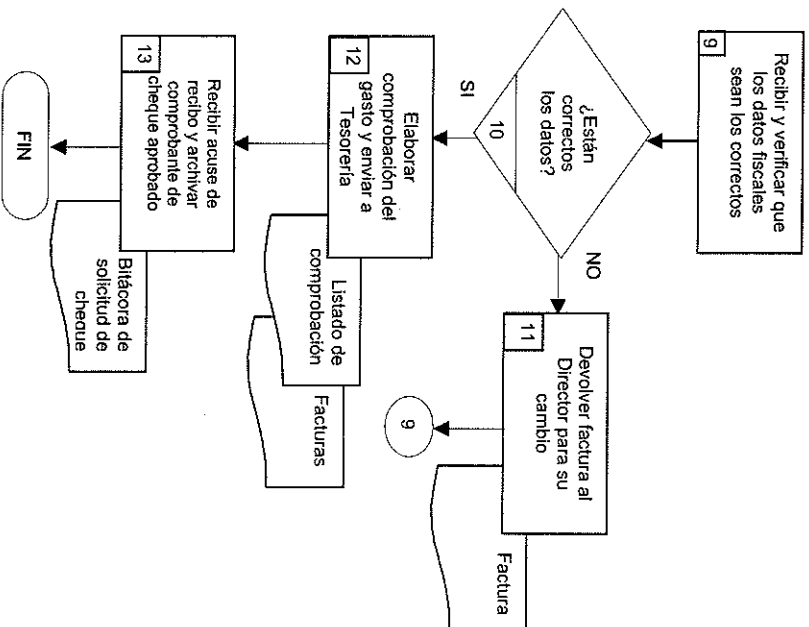 Recibir y verificar que
los datos fiscales
sean los correctos
9
¿Están
correctos
los datos?
10
SI
NO
Devolver factura al
Director para su
cambio
11
Factura
9
Elaborar
comprobación del
gasto y enviar a
Tesorería
12
Listado de
comprobación
Facturas
Recibir acuse de
recibo y archivar
comprobante de
cheque aprobado
13
Bitácora de
solicitud de
cheque
FIN